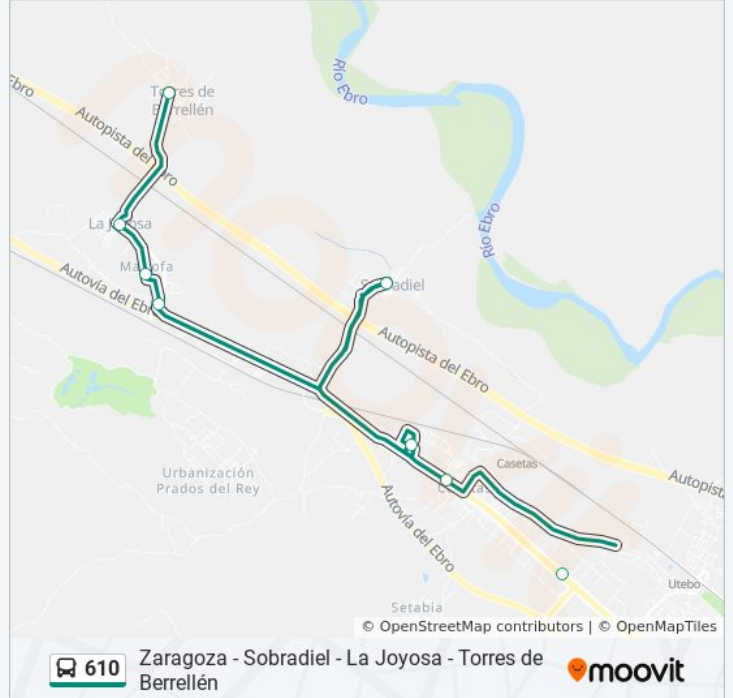 Río Ebro
Ebro
Torres de
Berrellén
Autopista del Ebro
La Joyosa
Río Ebro
Marlofa
Autovía del Ebro
Sobradiel
Autopista del Ebro
Urbanización
Prados del Rey
Casetas
Autopista
Casetas
Autovía del Ebro
Utebo
Setabia
© OpenStreetMap contributors | © OpenMapTiles
610
Zaragoza - Sobradiel - La Joyosa - Torres de
Berrellén
moovit